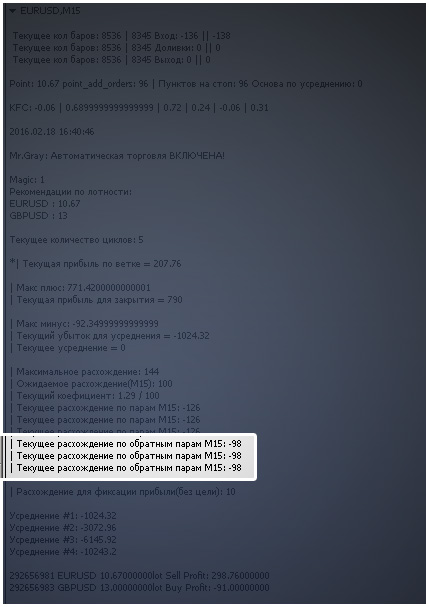 ▼ EURUSD,M15
Текущее кол баров: 8536 | 8345 Вход: -136 || -138
Текущее кол баров: 8536 | 8345 Доливки: 0 || 0
Текущее кол баров: 8536 | 8345 Выход: 0 || 0
Point: 10.67 point_add_orders: 96 | Пунктов на стоп: 96 Основа по усреднению: 0
KFC: -0.06 | 0.6899999999999999 | 0.72 | 0.24 | -0.06 | 0.31
2016.02.18 16:40:46
Mr.Gray: Автоматическая торговля ВКЛЮЧЕНА!
Magic: 1
Рекомендации по лотности:
EURUSD : 10.67
GBPUSD : 13
Текущее количество циклов: 5
*| Текущая прибыль по ветке = 207.76
| Макс плюс: 771.4200000000001
| Текущая прибыль для закрытия = 790
| Макс минус: -92.34999999999999
| Текущий убыток для усреднения = -1024.32
| Текущее усреднение = 0
| Максимальное расхождение: 144
| Ожидаемое расхождение(M15): 100
| Текущий коефициент: 1.29 / 100
| Текущее расхождение по парам M15: -126
| Текущее расхождение по парам M15: -126
| Текущее расхождение по парам M15: -126
| Текущее расхождение по обратным парам M15: -98
| Текущее расхождение по обратным парам M15: -98
| Текущее расхождение по обратным парам M15: -98
| Расхождение для фиксации прибыли(без цели): 10
Усреднение #1: -1024.32
Усреднение #2: -3072.96
Усреднение #3: -6145.92
Усреднение #4: -10243.2
292656981 EURUSD 10.67000000lot Sell Profit: 298.76000000
292656983 GBPUSD 13.00000000lot Buy Profit: -91.00000000